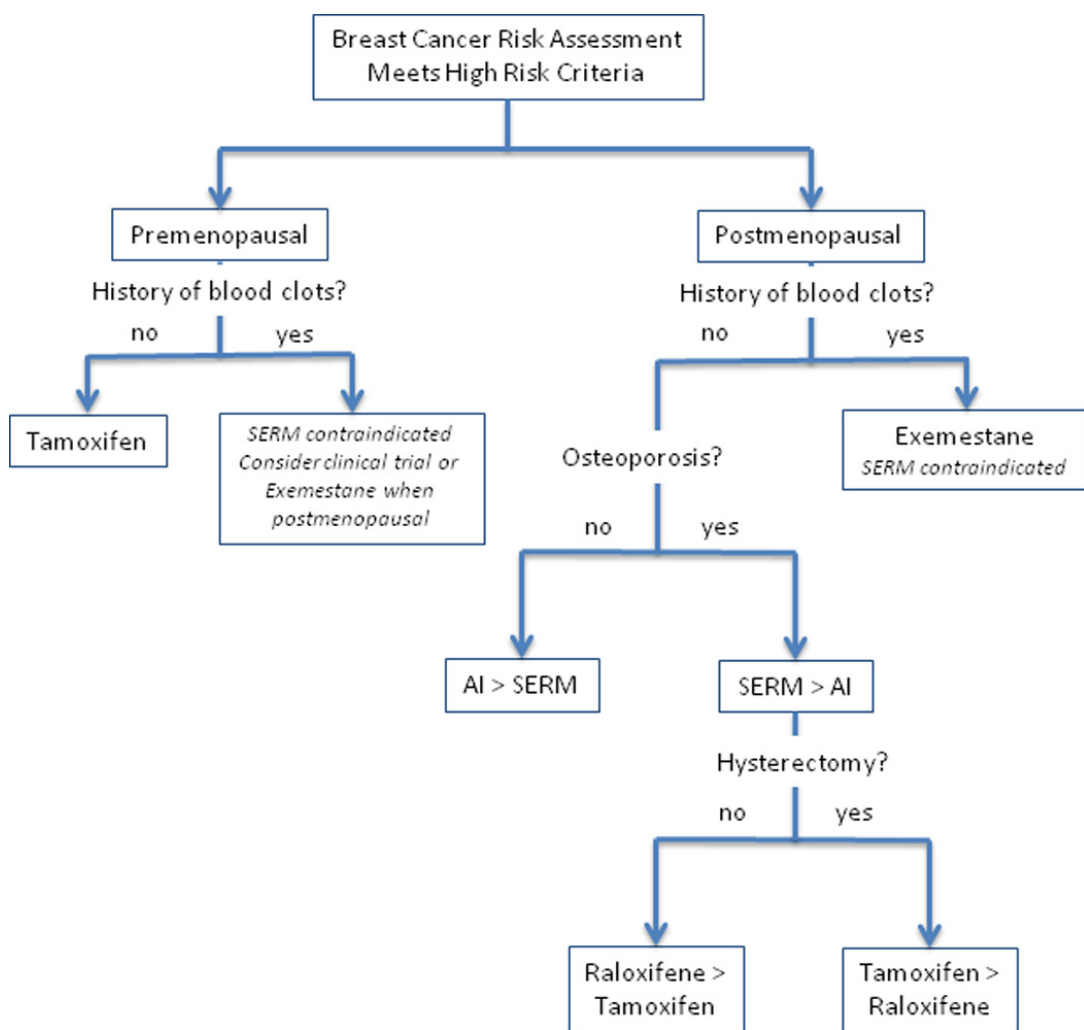 Breast Cancer Risk Assessment
Meets High Risk Criteria
Premenopausal
Postmenopausal
History of blood clots?
History of blood clots?
no
yes
no
yes
Tamoxifen
SERM contraindicated
Consider clinical trial or
Exemestane when
postmenopausal
Exemestane
SERM contraindicated
Osteoporosis?
no
yes
AI > SERM
SERM > AI
Hysterectomy?
no
yes
Raloxifene >
Tamoxifen
Tamoxifen >
Raloxifene